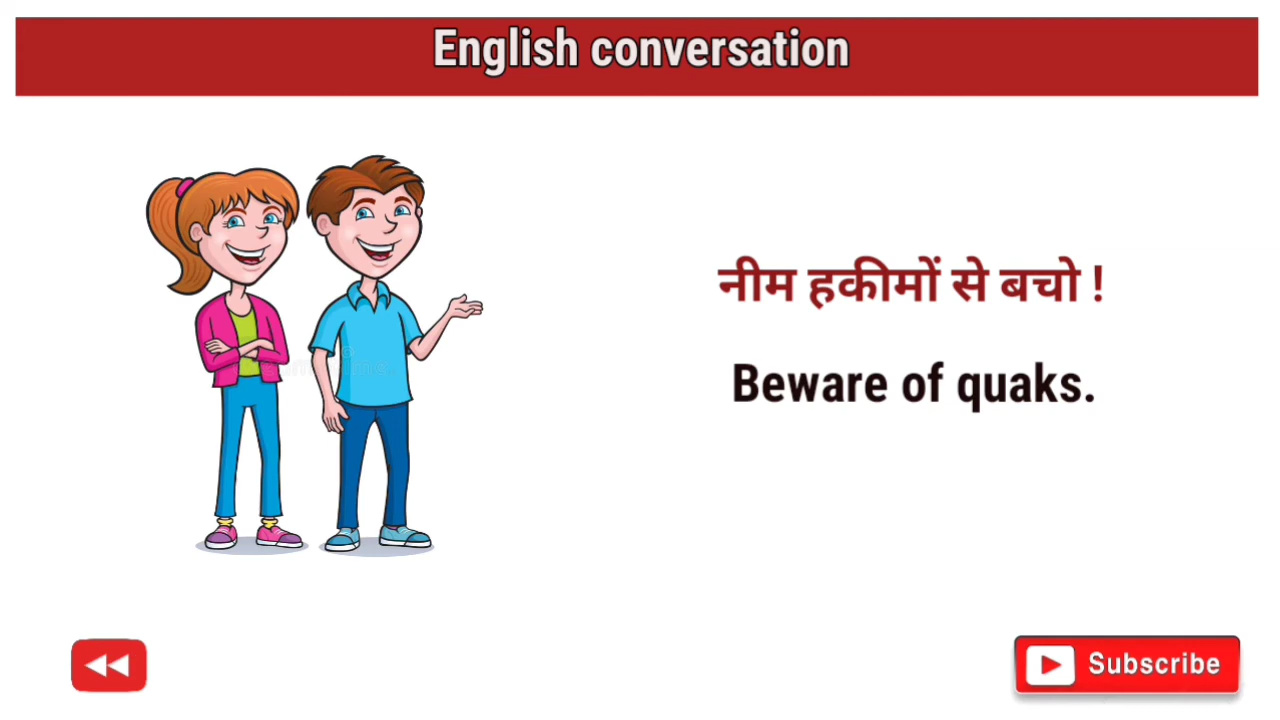 English conversation
नीम हकीमों से बचो !
Beware of quaks.
Subscribe